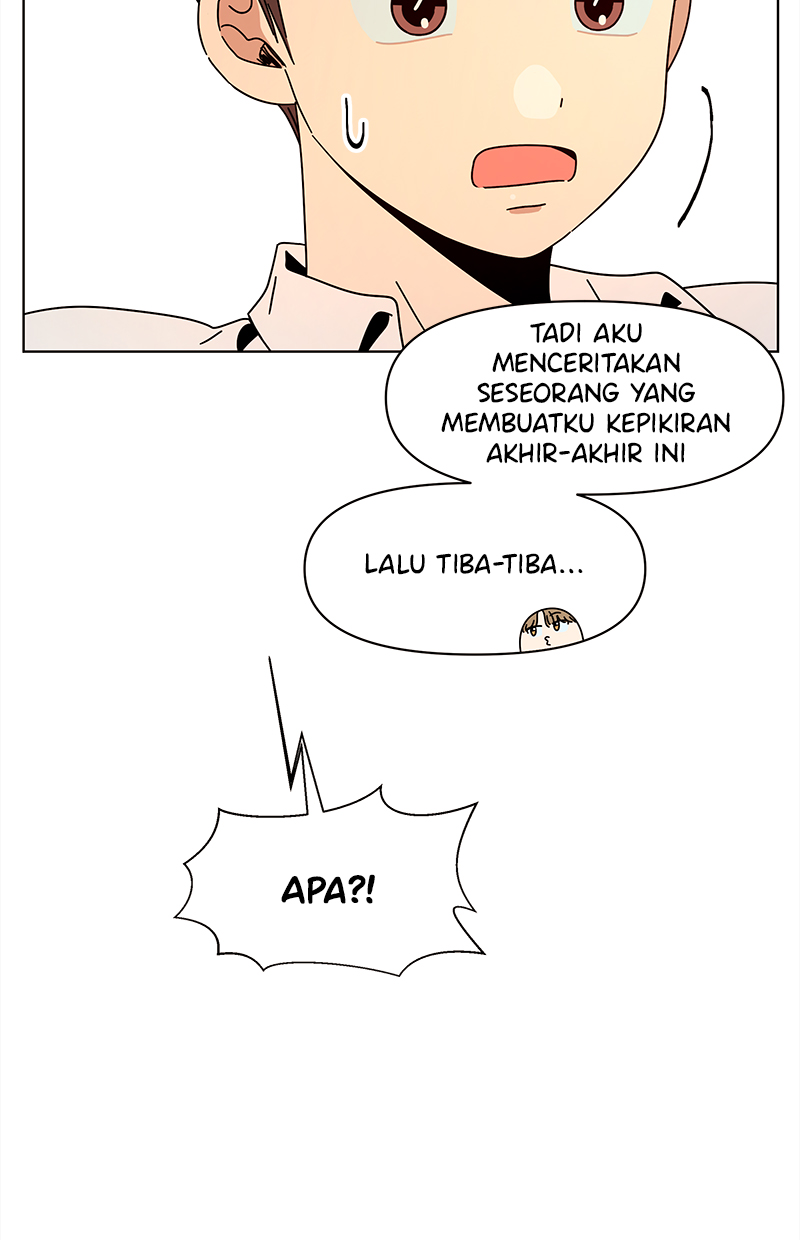 TADI AKU
MENCERITAKAN
SESEORANG YANG
MEMBUATKU KEPIKIRAN
AKHIR-AKHIR INI
LALU TIBA-TIBA...
APA?!